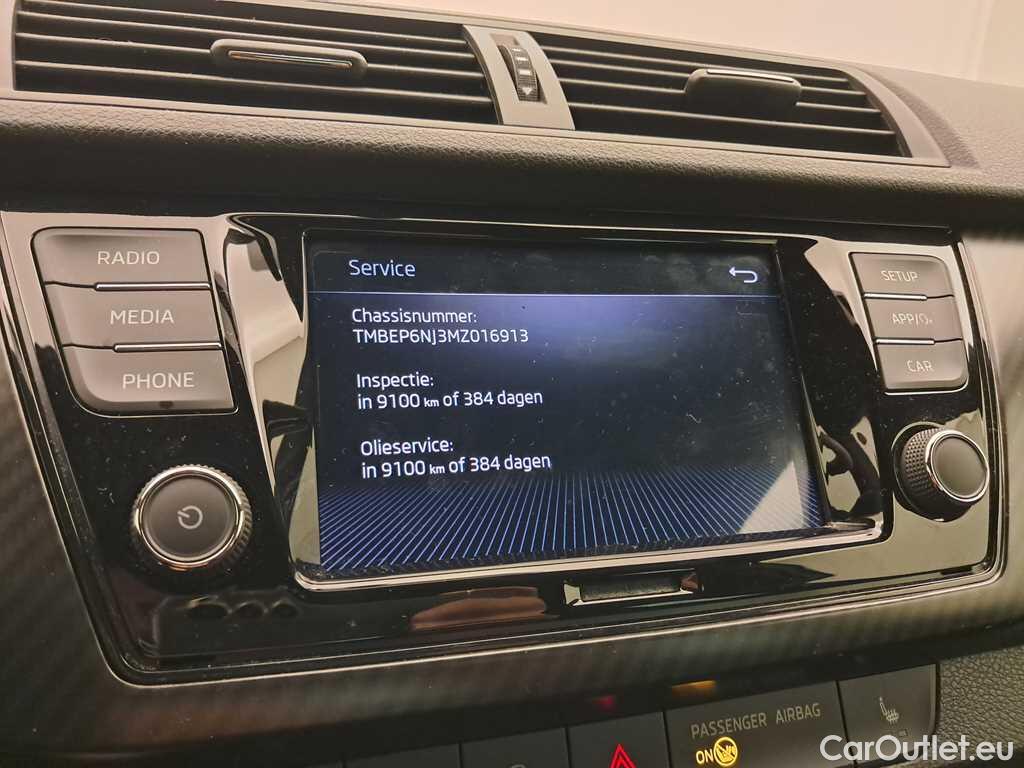 RADIO
MEDIA
PHONE
Service
Chassisnummer:
TMBEP6NJ3MZ016913
Inspectie:
in 9100 km of 384 dagen
Olieservice:
in 9100 km of 384 dagen
SETUP
APP/
CAR
PASSENGER AIRBAG
ON
CarOutlet.eu